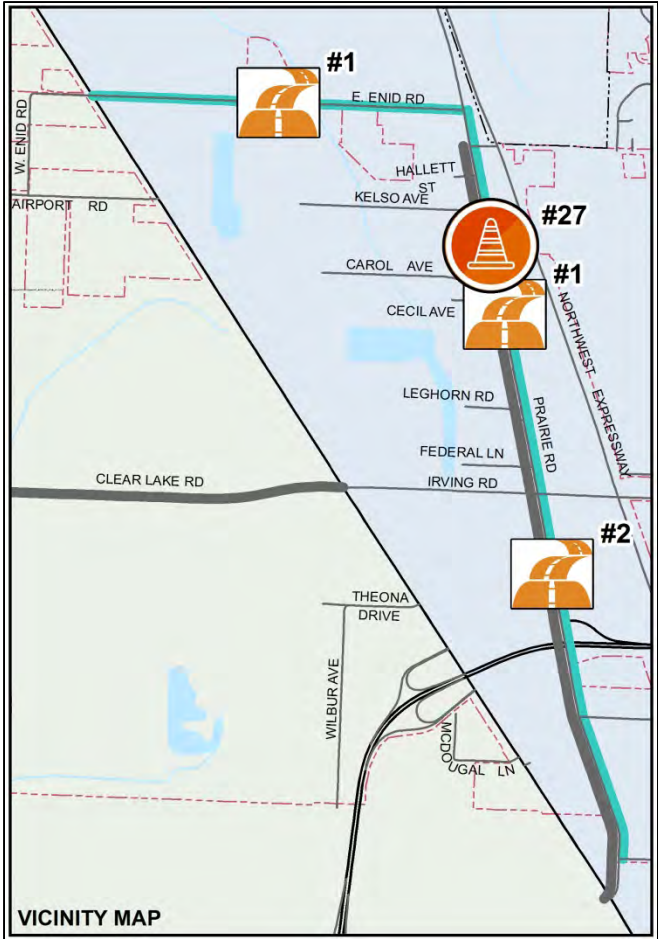 #1
E. ENID RD
W. ENID RD
HALLETT
ST
KELSO AVE
AIRPORT RD
#27
CAROL AVE
#1
CECIL AVE
NORTHWEST EXPRESSWAY
LEGHORN RD
PRAIRIE RD
FEDERAL LN
CLEAR LAKE RD
IRVING RD
#2
THEONA
DRIVE
WILBUR AVE
MCDO
UGAL LN
VICINITY MAP